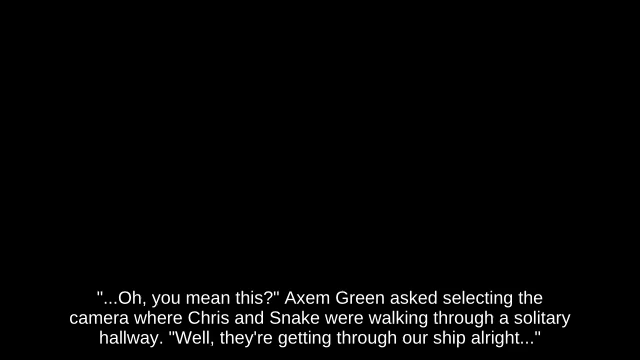 "...Oh, you mean this?" Axem Green asked selecting the
camera where Chris and Snake were walking through a solitary
hallway. "Well, they're getting through our ship alright..."